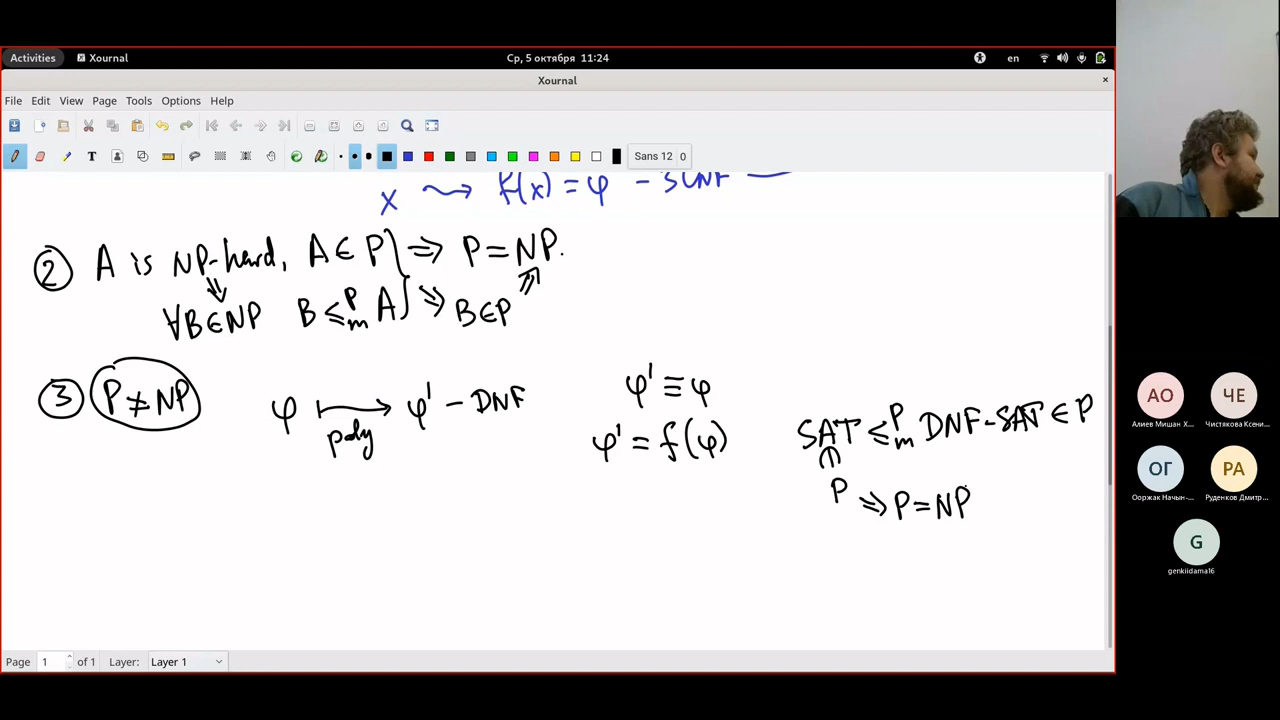 Activities Xournal Ср, 5 октября 11:24 en
Xournal ×
File Edit View Page Tools Options Help
T Sans 12 0
x ⤳ f(x) = φ – 3CNF —
② A is NP-hard, A ∈ P } ⇒ P = NP.
⇓ ⇗
∀B∈NP B ≤ᵖₘ A } ⇒ B∈P
③ P ≠ NP φ ⟼ φ' – DNF φ' ≡ φ
poly φ' = f(φ) SAT ≤ᵖₘ DNF-SAT ∈ P
P ⇒ P = NP
Page 1 of 1 Layer: Layer 1
АО ЧЕ
Алиев Мишан Х... Чистякова Ксени...
ОГ РА
Ооржак Начын-... Руденков Дмитр...
G
genkiidama16